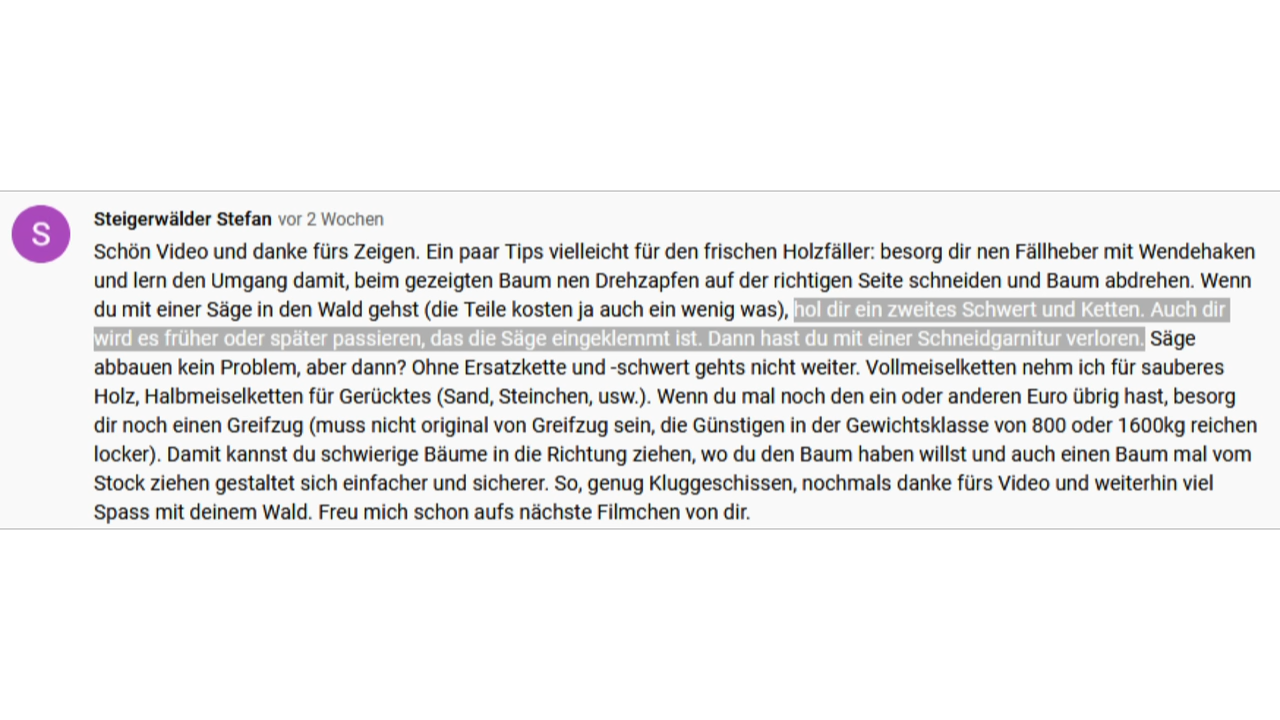 S
Steigerwälder Stefan vor 2 Wochen
Schön Video und danke fürs Zeigen. Ein paar Tips vielleicht für den frischen Holzfäller: besorg dir nen Fällheber mit Wendehaken
und lern den Umgang damit, beim gezeigten Baum nen Drehzapfen auf der richtigen Seite schneiden und Baum abdrehen. Wenn
du mit einer Säge in den Wald gehst (die Teile kosten ja auch ein wenig was), hol dir ein zweites Schwert und Ketten. Auch dir
wird es früher oder später passieren, das die Säge eingeklemmt ist. Dann hast du mit einer Schneidgarnitur verloren. Säge
abbauen kein Problem, aber dann? Ohne Ersatzkette und -schwert gehts nicht weiter. Vollmeiselketten nehm ich für sauberes
Holz, Halbmeiselketten für Gerücktes (Sand, Steinchen, usw.). Wenn du mal noch den ein oder anderen Euro übrig hast, besorg
dir noch einen Greifzug (muss nicht original von Greifzug sein, die Günstigen in der Gewichtsklasse von 800 oder 1600kg reichen
locker). Damit kannst du schwierige Bäume in die Richtung ziehen, wo du den Baum haben willst und auch einen Baum mal vom
Stock ziehen gestaltet sich einfacher und sicherer. So, genug Kluggeschissen, nochmals danke fürs Video und weiterhin viel
Spass mit deinem Wald. Freu mich schon aufs nächste Filmchen von dir.